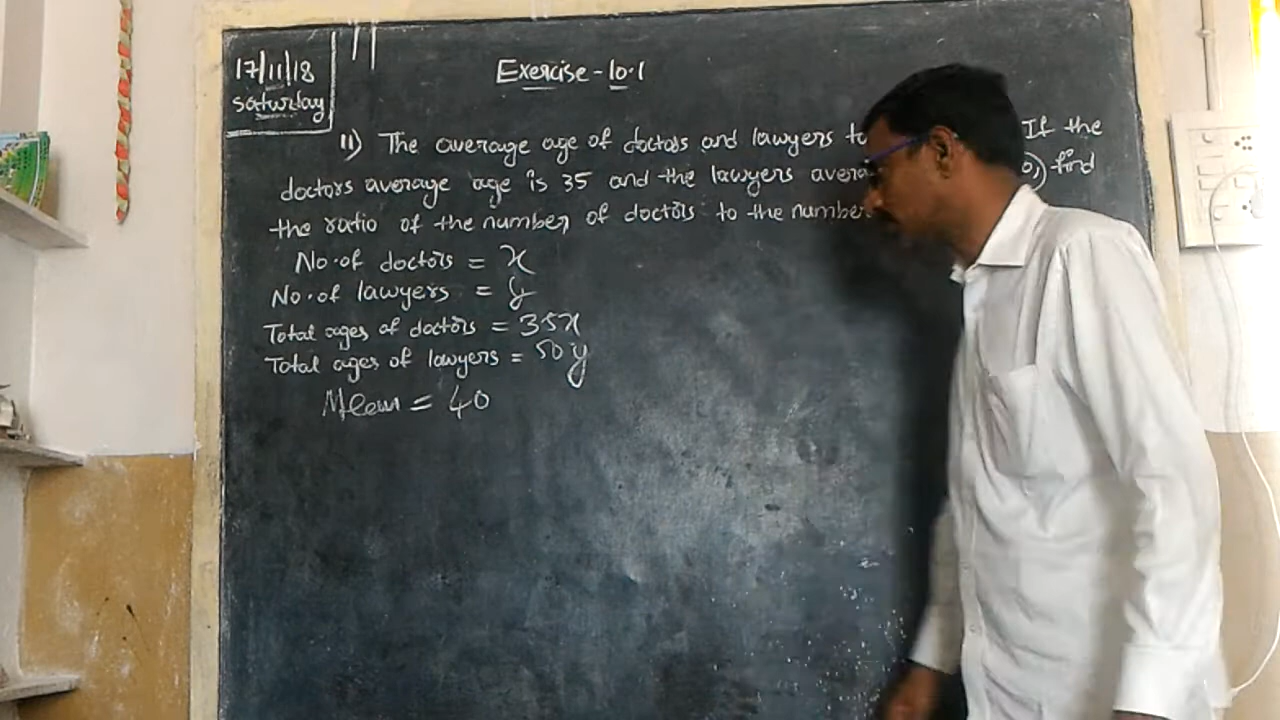 17/11/18
Saturday
Exercise-10.1
11) The average age of doctors and lawyers to If the
doctors average age is 35 and the lawyers find
the ratio of the number of doctors to the number
No.of doctors = x
No.of lawyers = y
Total ages of doctors = 35x
Total ages of lawyers = 50y
Mean = 40